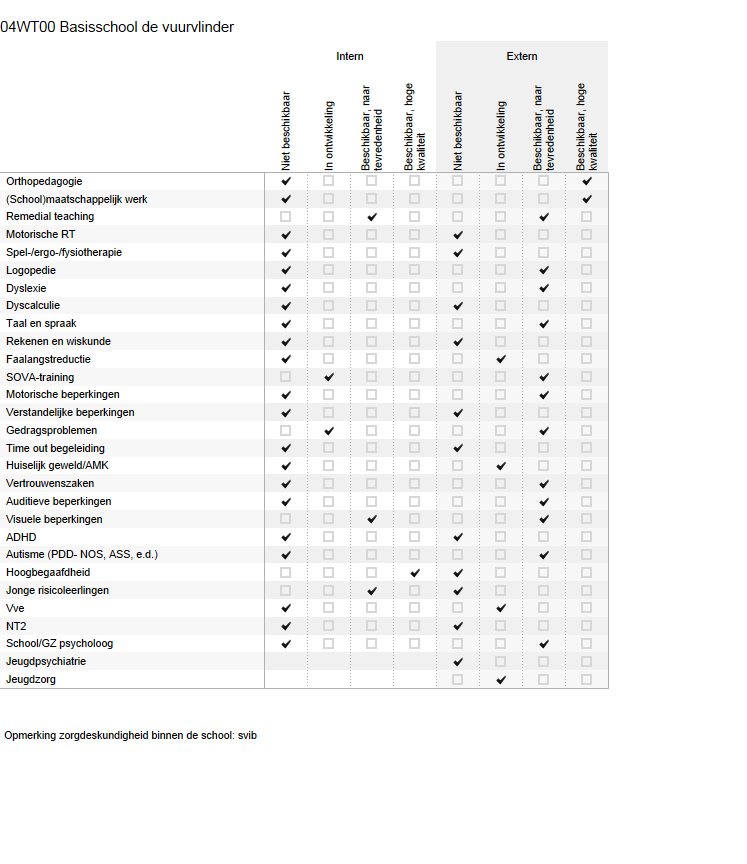 04WT00 Basisschool de vuurvlinder
Intern
Extern
Niet beschikbaar
In ontwikkeling
Beschikbaar, naar
tevredenheid
Beschikbaar, hoge
kwaliteit
Niet beschikbaar
In ontwikkeling
Beschikbaar, naar
tevredenheid
Beschikbaar, hoge
kwaliteit
Orthopedagogie
(School)maatschappelijk werk
Remedial teaching
Motorische RT
Spel-/ergo-/fysiotherapie
Logopedie
Dyslexie
Dyscalculie
Taal en spraak
Rekenen en wiskunde
Faalangstreductie
SOVA-training
Motorische beperkingen
Verstandelijke beperkingen
Gedragsproblemen
Time out begeleiding
Huiselijk geweld/AMK
Vertrouwenszaken
Auditieve beperkingen
Visuele beperkingen
ADHD
Autisme (PDD- NOS, ASS, e.d.)
Hoogbegaafdheid
Jonge risicoleerlingen
Vve
NT2
School/GZ psycholoog
Jeugdpsychiatrie
Jeugdzorg
Opmerking zorgdeskundigheid binnen de school: svib